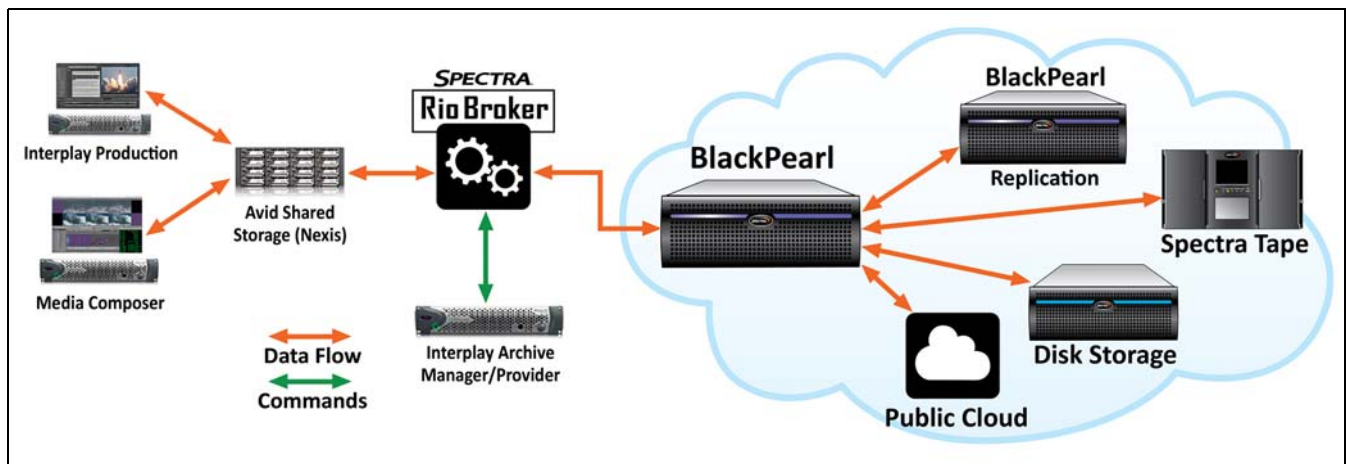 Interplay Production
Media Composer
Avid Shared
Storage (Nexis)
SPECTRA
Rio Broker
Data Flow
Commands
Interplay Archive
Manager/Provider
BlackPearl
BlackPearl
Replication
Spectra Tape
Disk Storage
Public Cloud